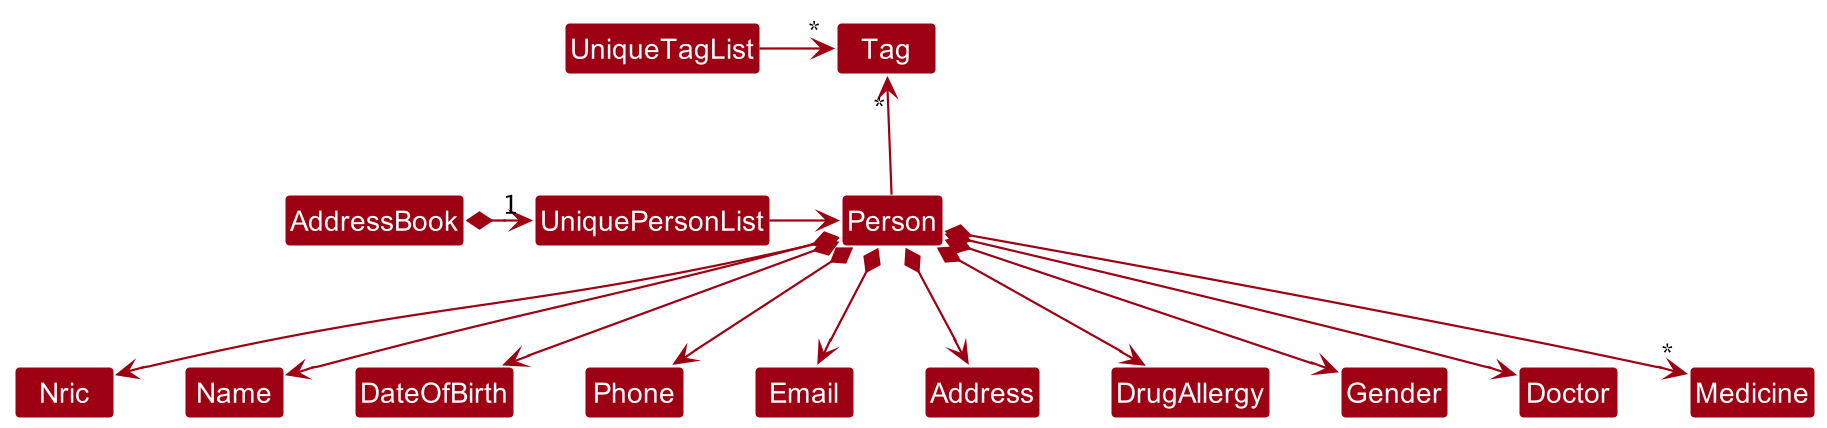 *
UniqueTagList
Tag
*
1
AddressBook
UniquePersonList
Person
*
Nric
Name
DateOfBirth
Phone
Email
Address
DrugAllergy
Gender
Doctor
Medicine